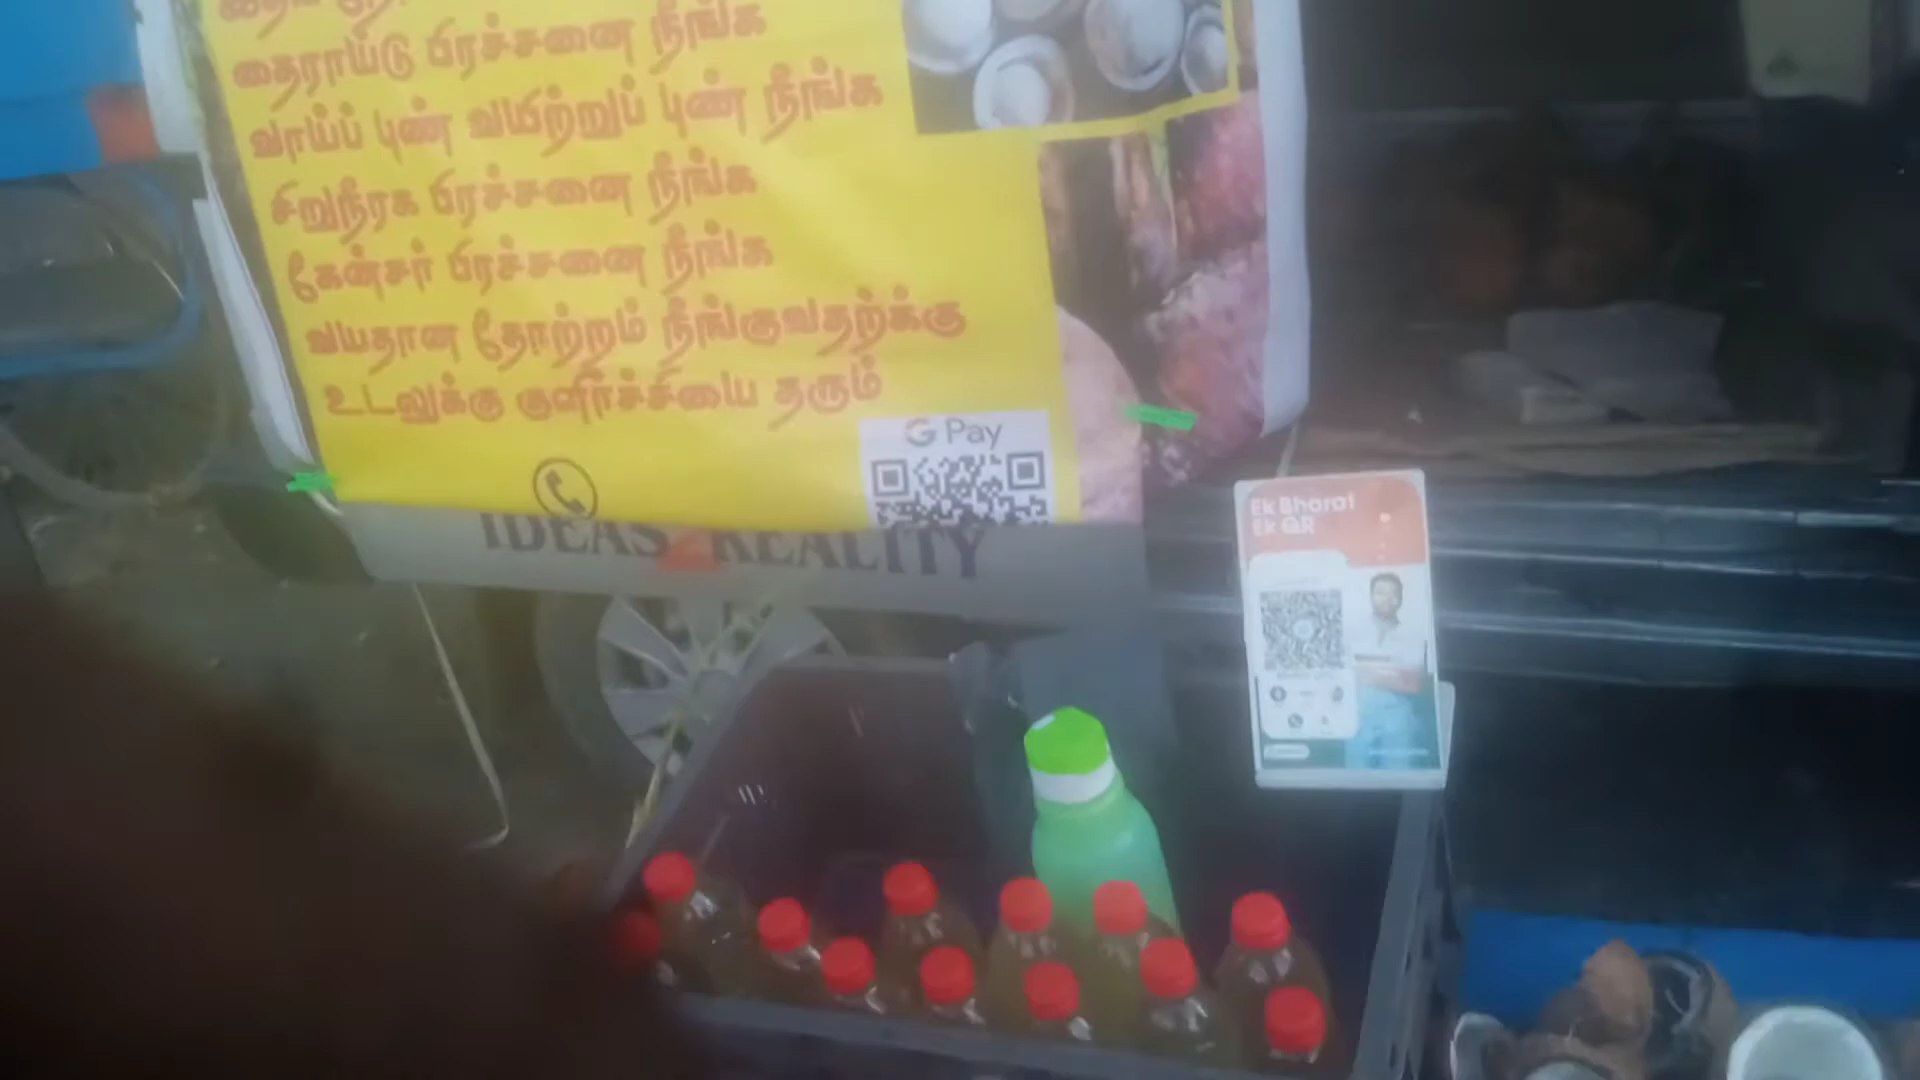 தைராய்டு பிரச்சனை நீங்க
வாய்ப் புண் வயிற்றுப் புண் நீங்க
சிறுநீரக பிரச்சனை நீங்க
கேன்சர் பிரச்சனை நீங்க
வயதான தோற்றம் நீங்குவதற்க்கு
உடலுக்கு குளிர்ச்சியை தரும்
G Pay
IDEAS2REALITY
Ek Bharat
Ek QR